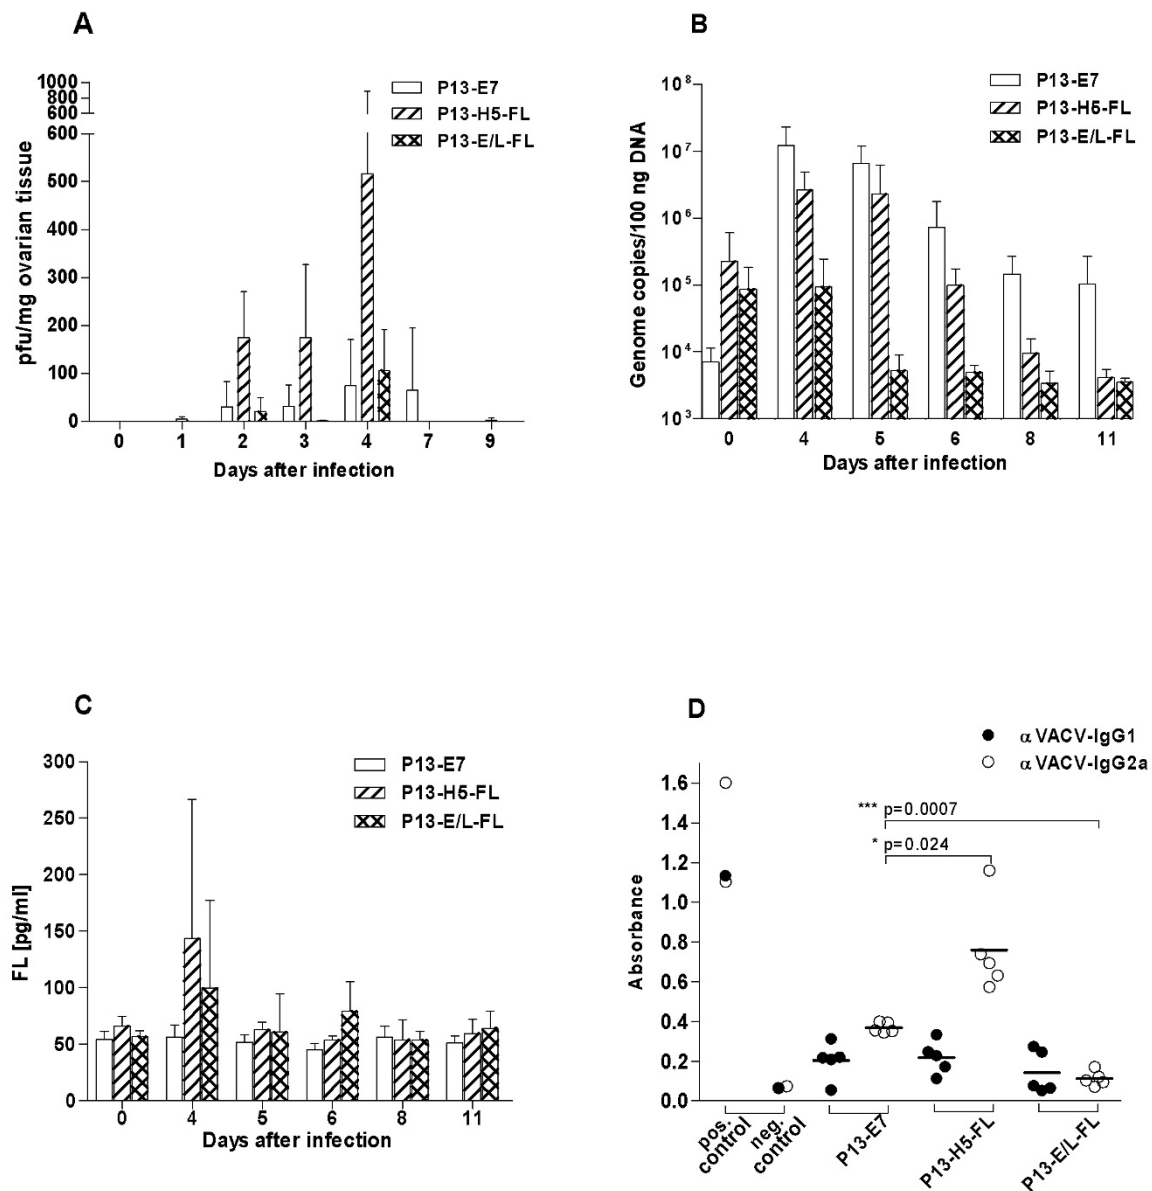 A
P13-E7
P13-H5-FL
P13-E/L-FL
1000
800
600
600
500
400
300
200
100
0
pfu/mg ovarian tissue
0 1 2 3 4 7 9
Days after infection
B
P13-E7
P13-H5-FL
P13-E/L-FL
10⁸
10⁷
10⁶
10⁵
10⁴
10³
Genome copies/100 ng DNA
0 4 5 6 8 11
Days after infection
C
P13-E7
P13-H5-FL
P13-E/L-FL
300
250
200
150
100
50
0
FL [pg/ml]
0 4 5 6 8 11
Days after infection
D
α VACV-IgG1
α VACV-IgG2a
*** p=0.0007
* p=0.024
1.6
1.4
1.2
1.0
0.8
0.6
0.4
0.2
0.0
Absorbance
pos.
control
neg.
control
P13-E7
P13-H5-FL
P13-E/L-FL